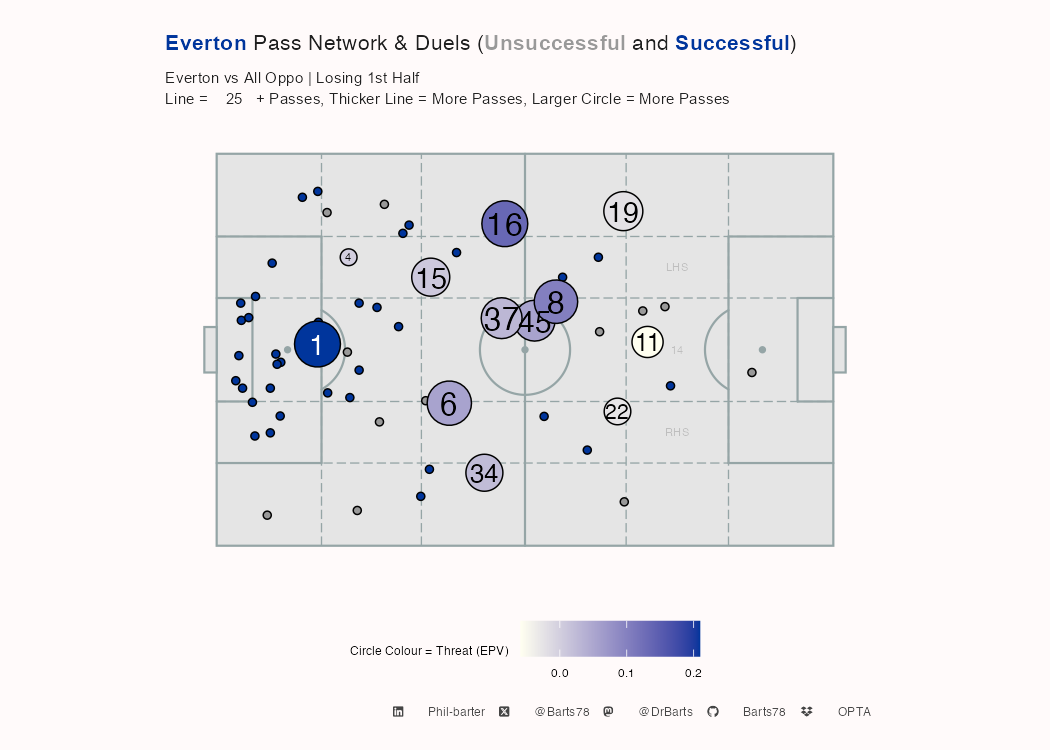 Everton Pass Network & Duels (Unsuccessful and Successful)
Everton vs All Oppo | Losing 1st Half
Line = 25 + Passes, Thicker Line = More Passes, Larger Circle = More Passes
19
16
4
LHS
15
8
37
45
1
11
14
6
22
RHS
34
Circle Colour = Threat (EPV)
0.0 0.1 0.2
Phil-barter @Barts78 @DrBarts Barts78 OPTA